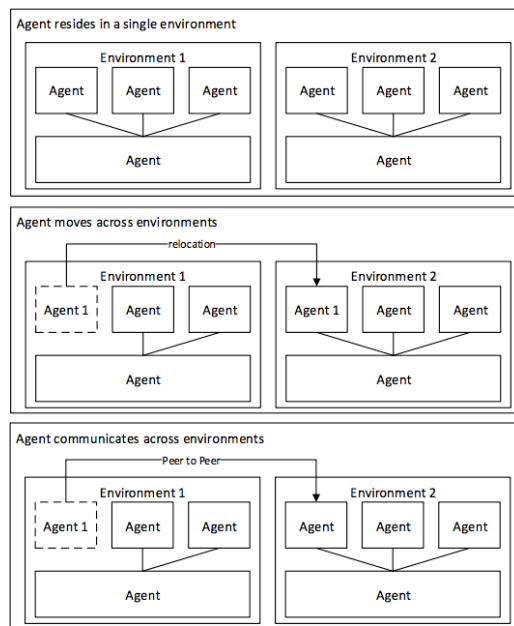 Agent resides in a single environment
Environment 1
Environment 2
Agent Agent Agent
Agent Agent Agent
Agent
Agent
Agent moves across environments
relocation
Environment 1
Environment 2
Agent 1 Agent Agent
Agent 1 Agent Agent
Agent
Agent
Agent communicates across environments
Peer to Peer
Environment 1
Environment 2
Agent 1 Agent Agent
Agent Agent Agent
Agent
Agent